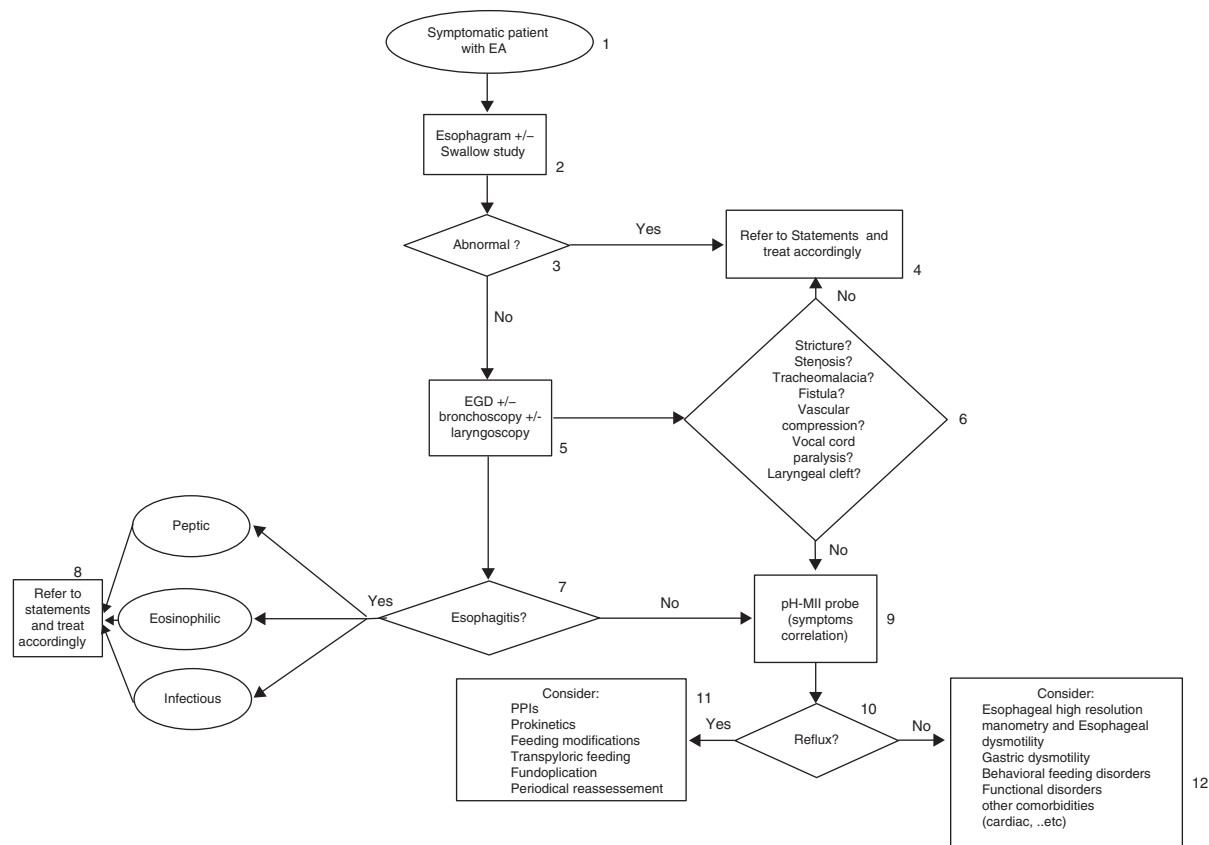 Symptomatic patient
with EA
1
Esophagram +/–
Swallow study
2
Abnormal ?
3
Yes
Refer to Statements and
treat accordingly
4
No
No
EGD +/–
bronchoscopy +/-
laryngoscopy
5
Stricture?
Stenosis?
Tracheomalacia?
Fistula?
Vascular
compression?
Vocal cord
paralysis?
Laryngeal cleft?
6
No
Peptic
Eosinophilic
Infectious
8
Refer to
statements
and treat
accordingly
Yes
Esophagitis?
7
No
pH-MII probe
(symptoms
correlation)
9
Consider:
PPIs
Prokinetics
Feeding modifications
Transpyloric feeding
Fundoplication
Periodical reassessement
11
Yes
Reflux?
10
No
Consider:
Esophageal high resolution
manometry and Esophageal
dysmotility
Gastric dysmotility
Behavioral feeding disorders
Functional disorders
other comorbidities
(cardiac, ..etc)
12